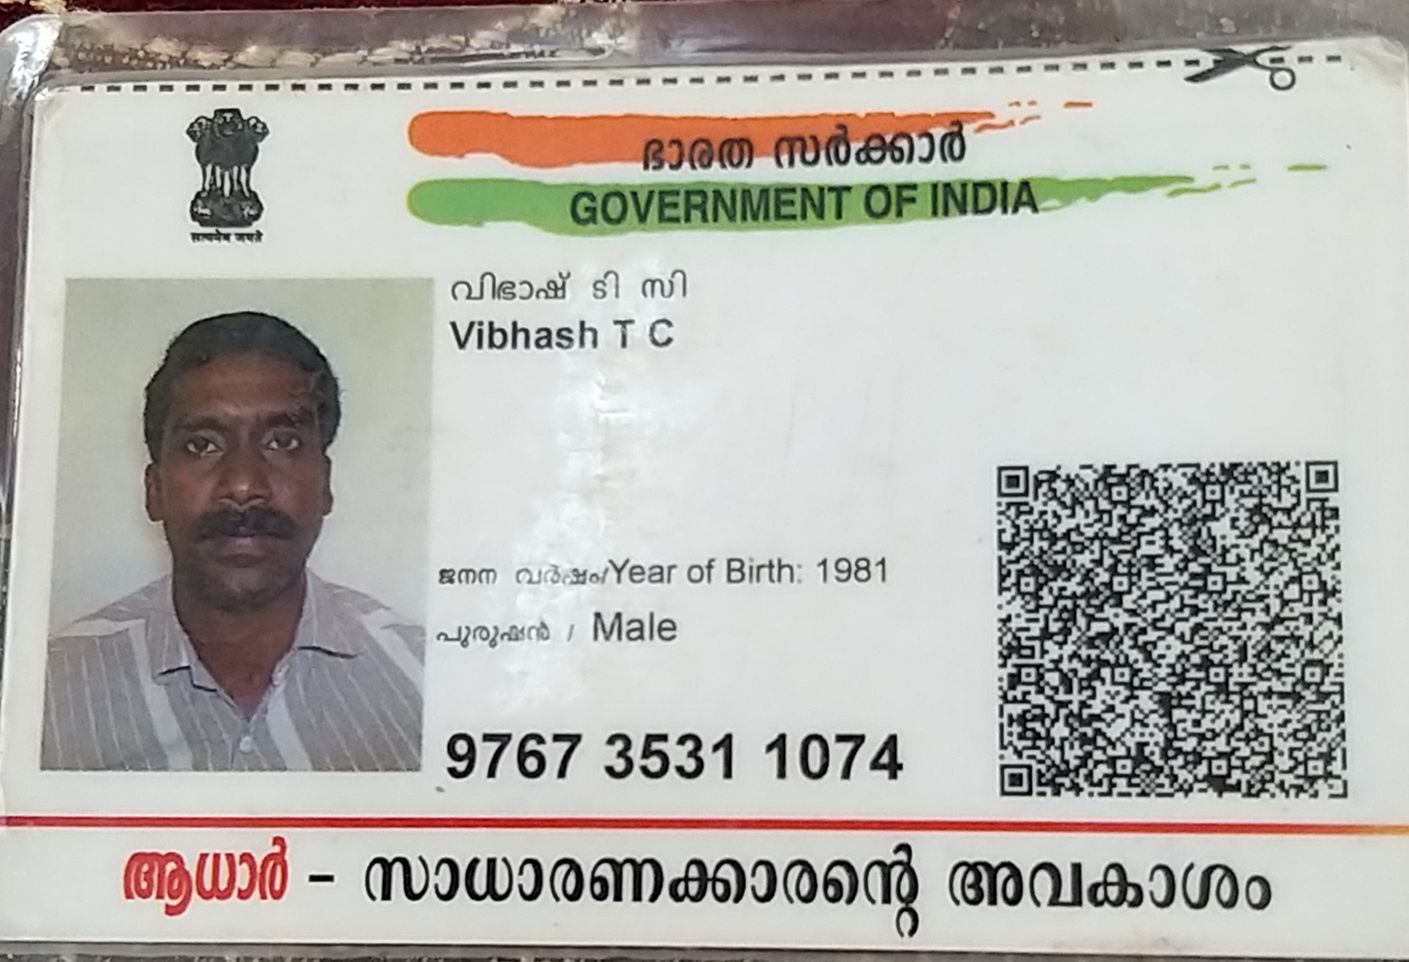 सत्यमेव जयते
ഭാരത സർക്കാർ
GOVERNMENT OF INDIA
വിഭാഷ് ടി സി
Vibhash T C
ജനന വർഷം/Year of Birth: 1981
പുരുഷൻ / Male
9767 3531 1074
ആധാർ - സാധാരണക്കാരന്റെ അവകാശം